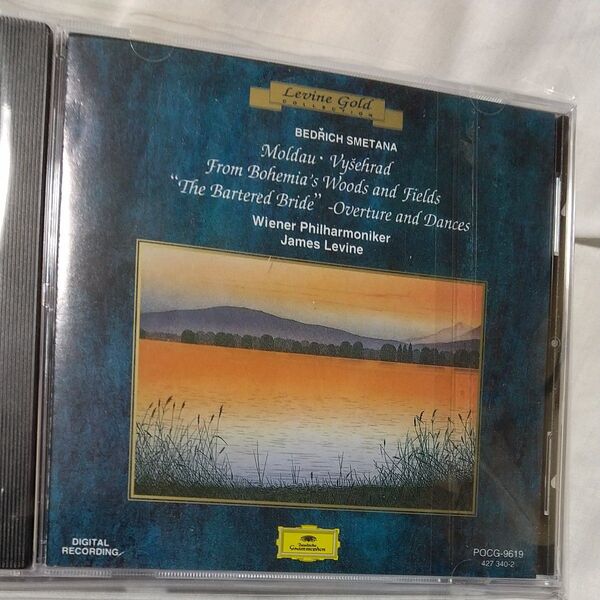 Levine Gold
COLLECTION
BEDŘICH SMETANA
Moldau · Vyšehrad
From Bohemia's Woods and Fields
"The Bartered Bride" -Overture and Dances
Wiener Philharmoniker
James Levine
DIGITAL
RECORDING
Deutsche
Grammophon
POCG-9619
427 340-2